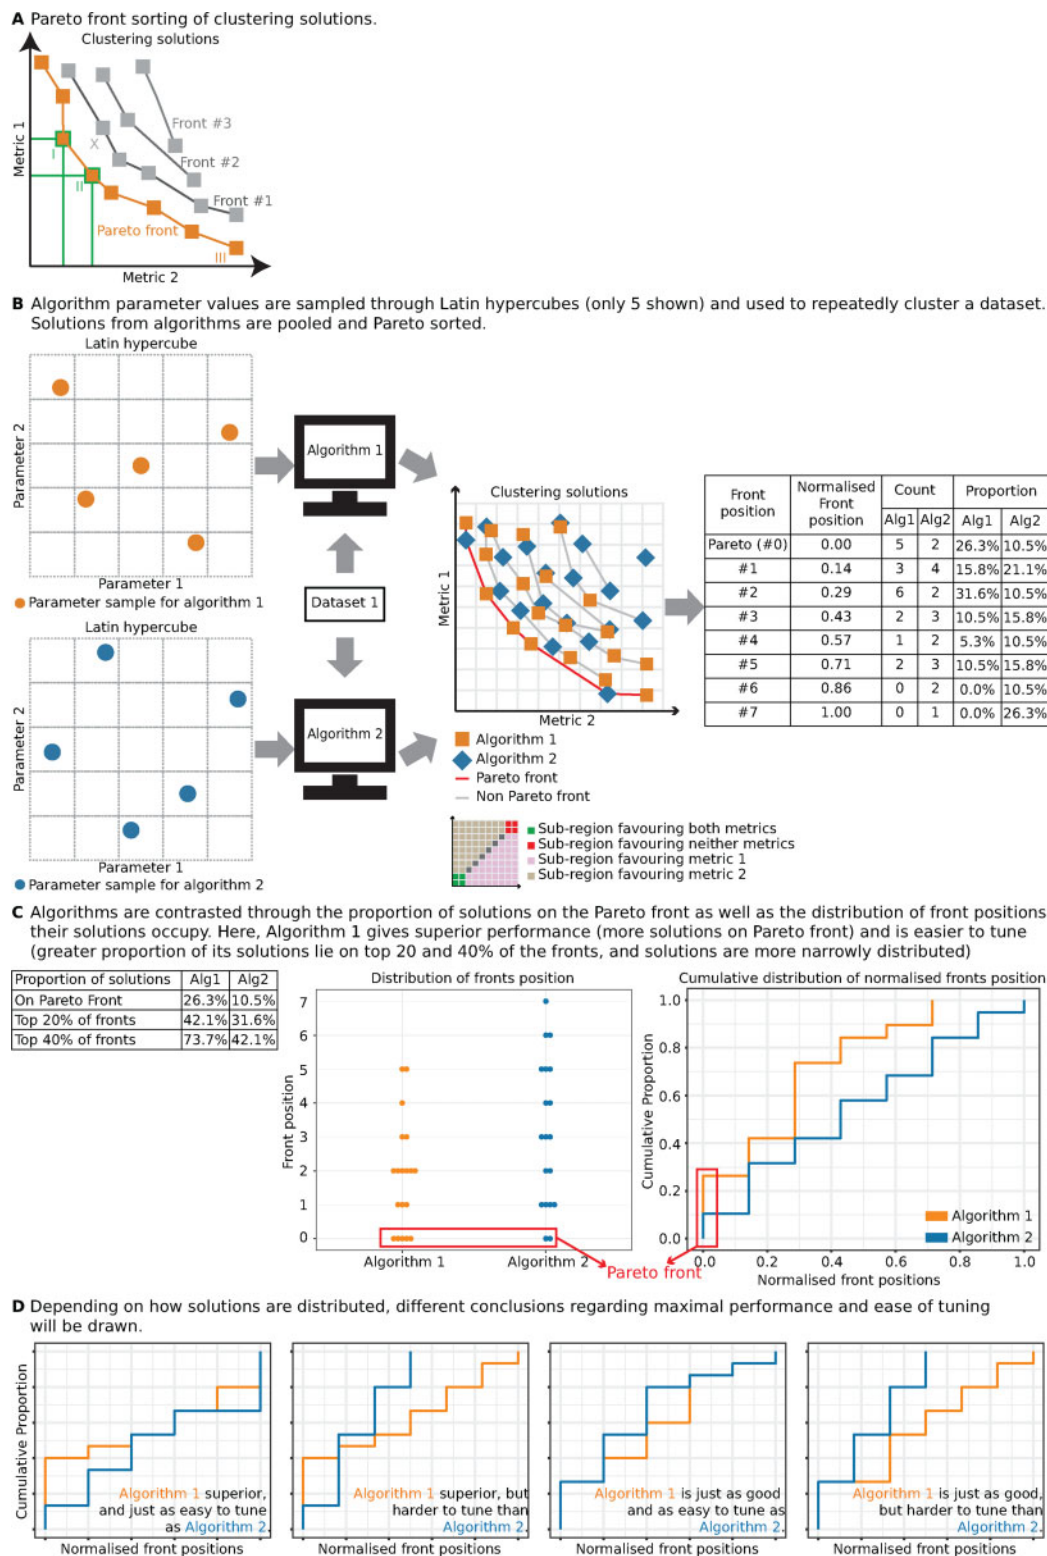 A Pareto front sorting of clustering solutions.
Clustering solutions
Metric 1
Front #3
X
I
Front #2
II
Front #1
Pareto front
III
Metric 2
B Algorithm parameter values are sampled through Latin hypercubes (only 5 shown) and used to repeatedly cluster a dataset.
Solutions from algorithms are pooled and Pareto sorted.
Latin hypercube
Parameter 2
Parameter 1
Parameter sample for algorithm 1
Latin hypercube
Parameter 2
Parameter 1
Parameter sample for algorithm 2
Algorithm 1
Dataset 1
Algorithm 2
Clustering solutions
Metric 1
Metric 2
Algorithm 1
Algorithm 2
Pareto front
Non Pareto front
Sub-region favouring both metrics
Sub-region favouring neither metrics
Sub-region favouring metric 1
Sub-region favouring metric 2
Front position Normalised Front position Count Proportion
Alg1 Alg2 Alg1 Alg2
Pareto (#0) 0.00 5 2 26.3% 10.5%
#1 0.14 3 4 15.8% 21.1%
#2 0.29 6 2 31.6% 10.5%
#3 0.43 2 3 10.5% 15.8%
#4 0.57 1 2 5.3% 10.5%
#5 0.71 2 3 10.5% 15.8%
#6 0.86 0 2 0.0% 10.5%
#7 1.00 0 1 0.0% 26.3%
C Algorithms are contrasted through the proportion of solutions on the Pareto front as well as the distribution of front positions
their solutions occupy. Here, Algorithm 1 gives superior performance (more solutions on Pareto front) and is easier to tune
(greater proportion of its solutions lie on top 20 and 40% of the fronts, and solutions are more narrowly distributed)
Proportion of solutions Alg1 Alg2
On Pareto Front 26.3% 10.5%
Top 20% of fronts 42.1% 31.6%
Top 40% of fronts 73.7% 42.1%
Distribution of fronts position
Front position
7
6
5
4
3
2
1
0
Algorithm 1 Algorithm 2
Pareto front
Cumulative distribution of normalised fronts position
Cumulative Proportion
1.0
0.8
0.6
0.4
0.2
0.0
Algorithm 1
Algorithm 2
0.0 0.2 0.4 0.6 0.8 1.0
Normalised front positions
D Depending on how solutions are distributed, different conclusions regarding maximal performance and ease of tuning
will be drawn.
Cumulative Proportion
Algorithm 1 superior,
and just as easy to tune
as Algorithm 2.
Normalised front positions
Algorithm 1 superior, but
harder to tune than
Algorithm 2.
Normalised front positions
Algorithm 1 is just as good
and as easy to tune as
Algorithm 2.
Normalised front positions
Algorithm 1 is just as good,
but harder to tune than
Algorithm 2.
Normalised front positions